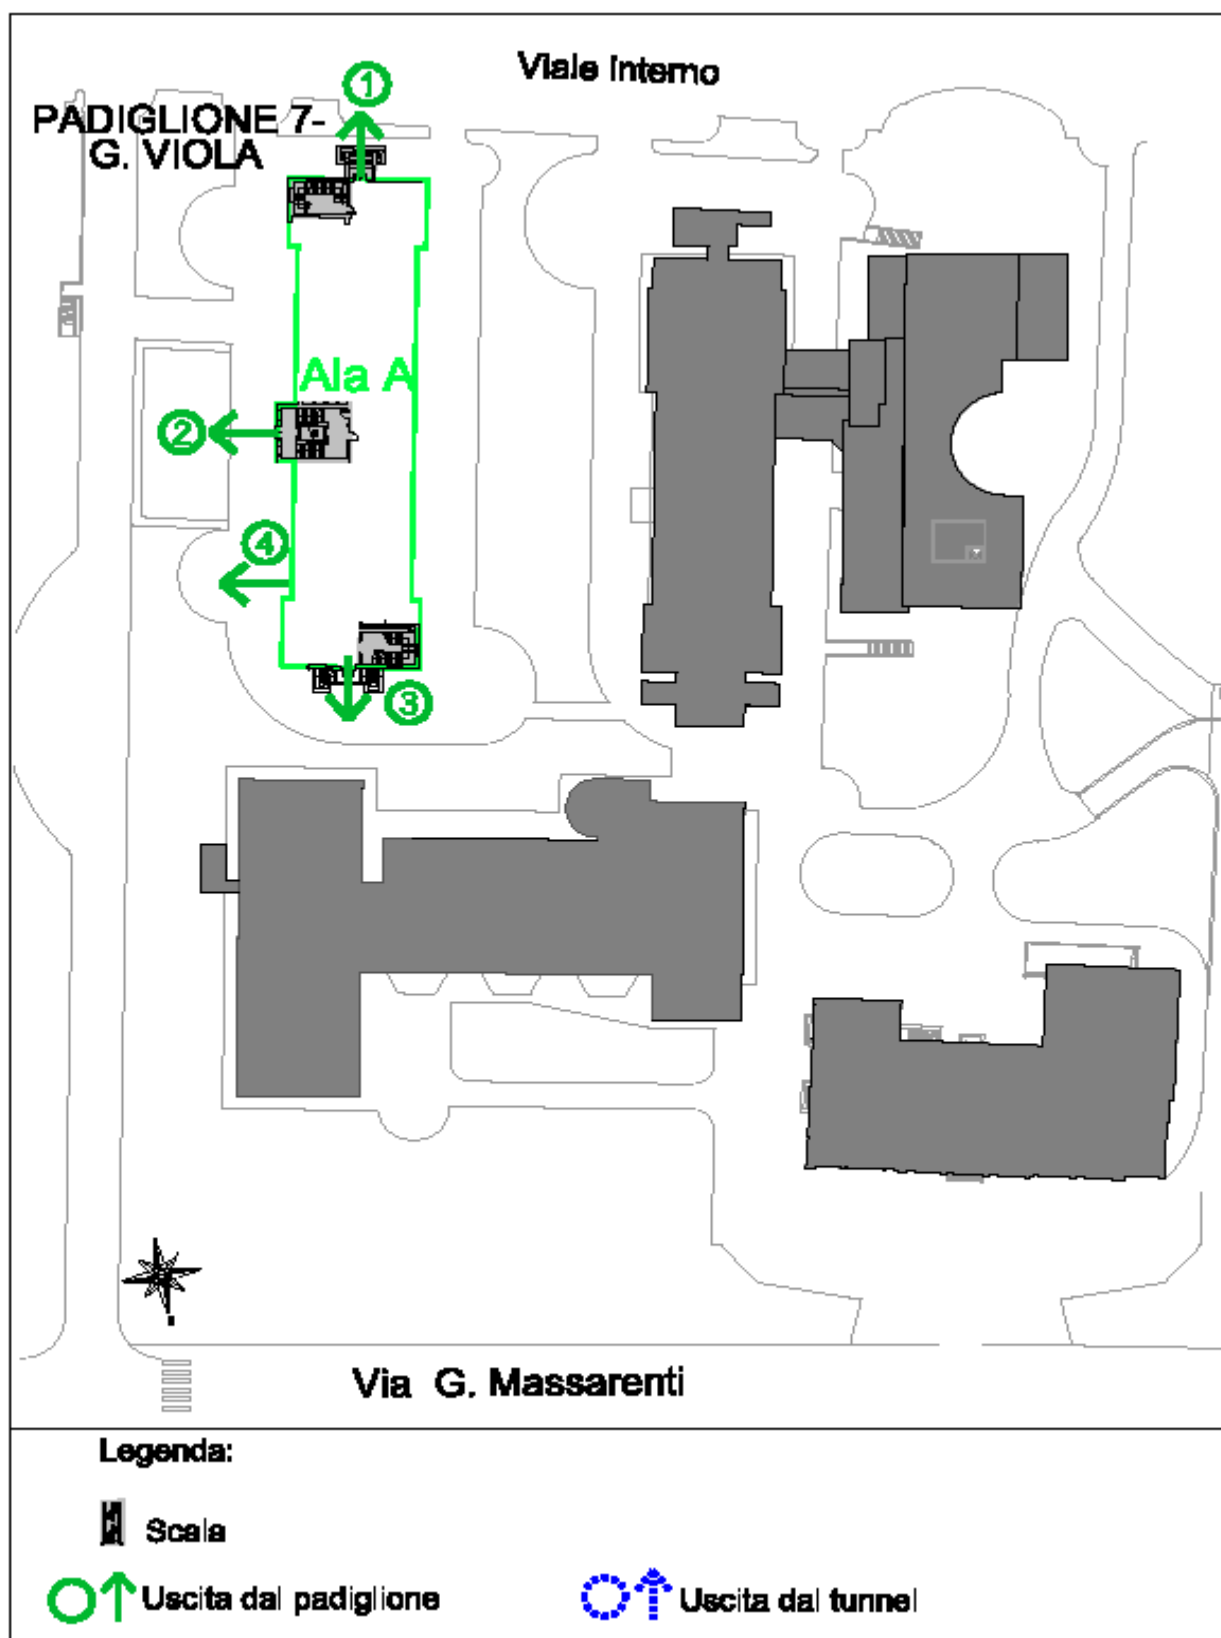 Viale Interno
1
PADIGLIONE 7-
G. VIOLA
Ala A
2
4
3
Via G. Massarenti
Legenda:
Scala
Uscita dal padiglione
Uscita dal tunnel